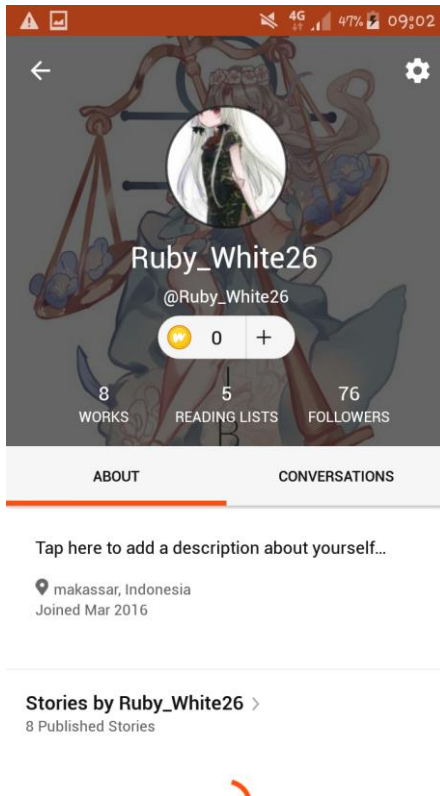 4G 47% 09:02
Ruby_White26
@Ruby_White26
0 +
8 5 76
WORKS READING LISTS FOLLOWERS
ABOUT CONVERSATIONS
Tap here to add a description about yourself...
makassar, Indonesia
Joined Mar 2016
Stories by Ruby_White26 >
8 Published Stories